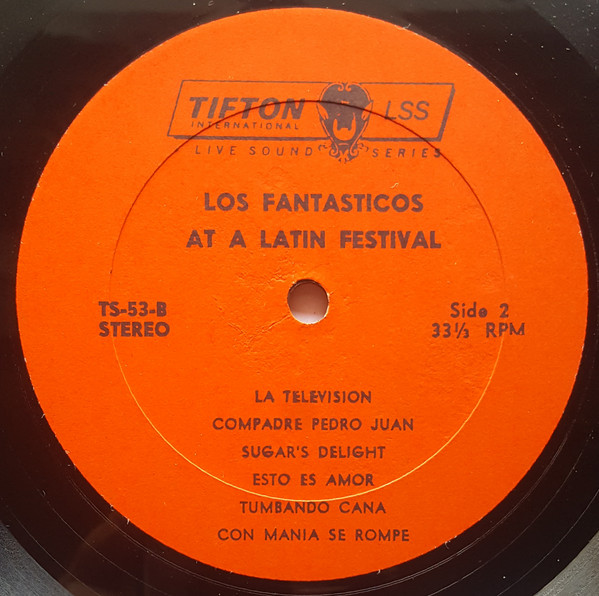 TIFTON LSS
INTERNATIONAL
LIVE SOUND SERIES
LOS FANTASTICOS
AT A LATIN FESTIVAL
TS-53-B
STEREO
Side 2
33⅓ RPM
LA TELEVISION
COMPADRE PEDRO JUAN
SUGAR'S DELIGHT
ESTO ES AMOR
TUMBANDO CANA
CON MANIA SE ROMPE